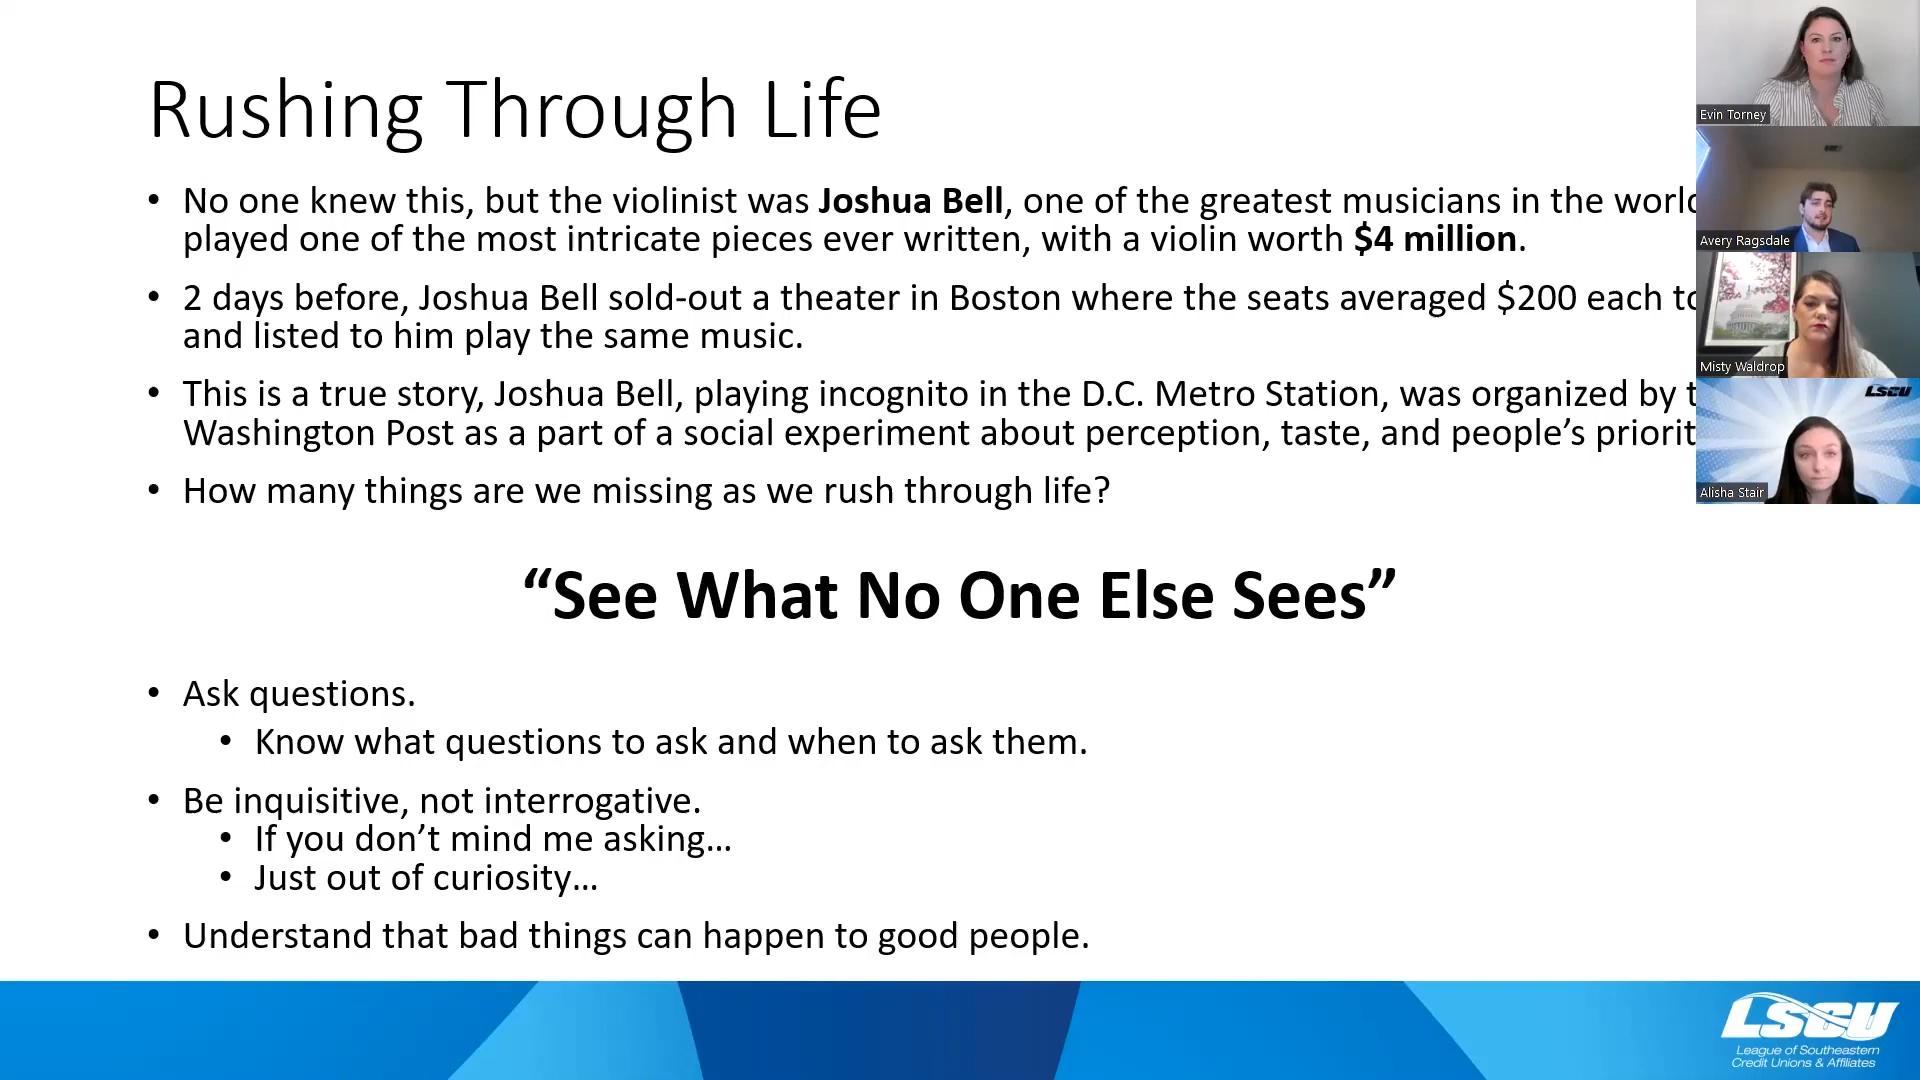 Rushing Through Life
• No one knew this, but the violinist was Joshua Bell, one of the greatest musicians in the world
played one of the most intricate pieces ever written, with a violin worth $4 million.
• 2 days before, Joshua Bell sold-out a theater in Boston where the seats averaged $200 each to
and listed to him play the same music.
• This is a true story, Joshua Bell, playing incognito in the D.C. Metro Station, was organized by
Washington Post as a part of a social experiment about perception, taste, and people’s
• How many things are we missing as we rush through life?
“See What No One Else Sees”
• Ask questions.
• Know what questions to ask and when to ask them.
• Be inquisitive, not interrogative.
• If you don’t mind me asking…
• Just out of curiosity…
• Understand that bad things can happen to good people.
Evin Torney
Avery Ragsdale
Misty Waldrop
LSCU
Alisha Stair
LSCU
League of Southeastern
Credit Unions & Affiliates